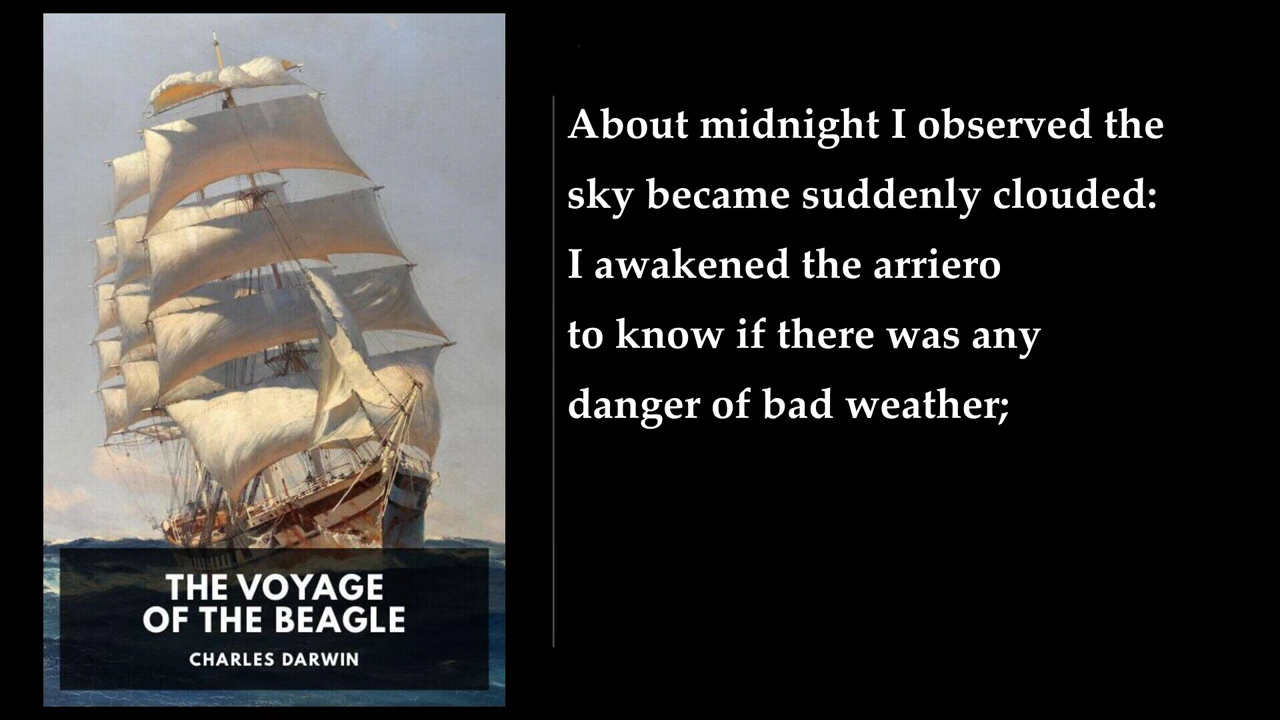 About midnight I observed the
sky became suddenly clouded:
I awakened the arriero
to know if there was any
danger of bad weather;
THE VOYAGE
OF THE BEAGLE
CHARLES DARWIN